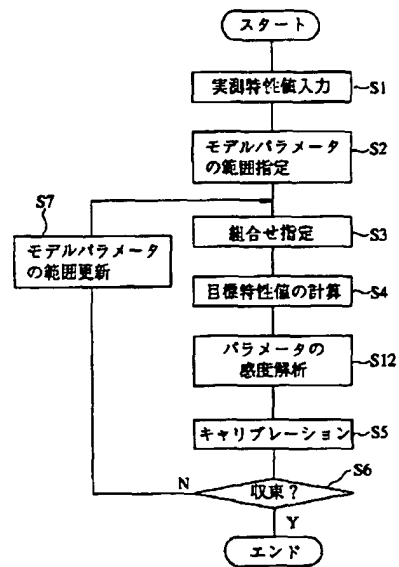 スタート
実測特性値入力
S1
モデルパラメータ
の範囲指定
S2
S7
モデルパラメータ
の範囲更新
組合せ指定
S3
目標特性値の計算
S4
パラメータの
感度解析
S12
キャリブレーション
S5
S6
収束?
N
Y
エンド